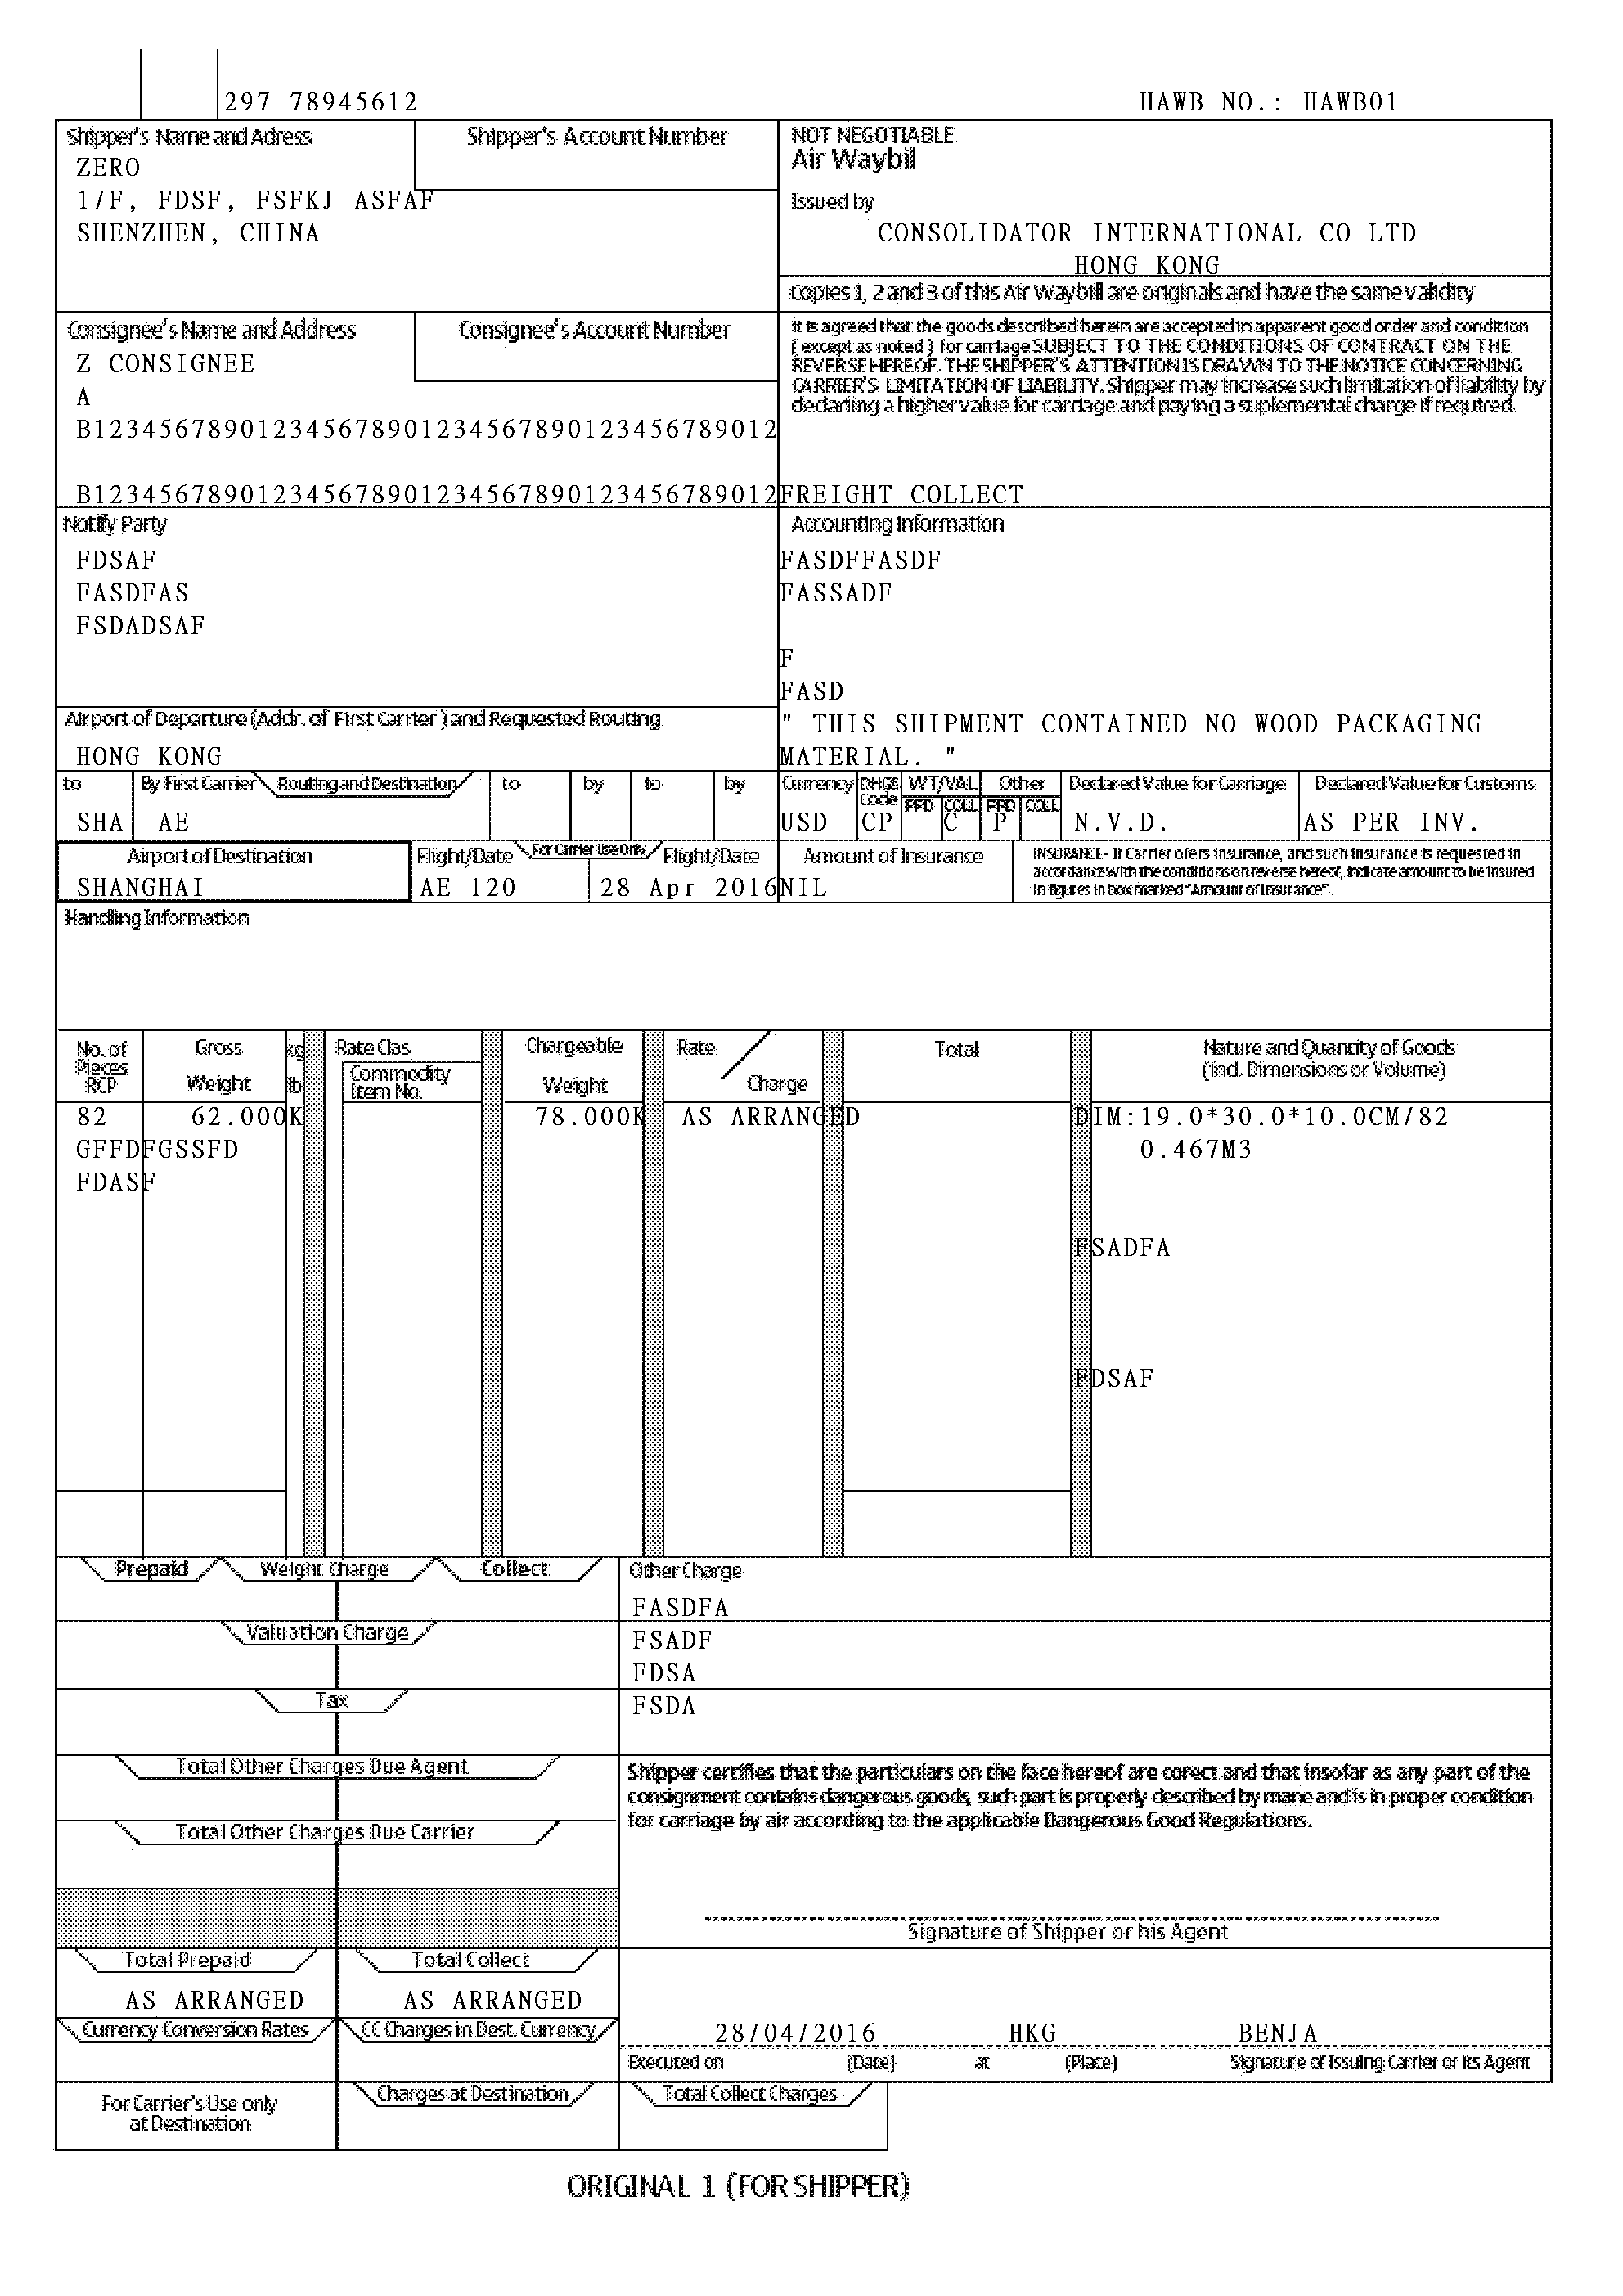 297 78945612 HAWB NO.: HAWB01
Shipper's Name and Adress Shipper's Account Number
ZERO
1/F, FDSF, FSFKJ ASFAF
SHENZHEN, CHINA
NOT NEGOTIABLE
Air Waybil
Issued by
CONSOLIDATOR INTERNATIONAL CO LTD
HONG KONG
Copies 1, 2 and 3 of this Air Waybill are originals and have the same validity
Consignee's Name and Address Consignee's Account Number
Z CONSIGNEE
A
B12345678901234567890123456789012345678​9012
B123456789012345678901234567890123456789012
It is agreed that the goods described herein are accepted in apparent good order and condition
( except as noted ) for carriage SUBJECT TO THE CONDITIONS OF CONTRACT ON THE
REVERSE HEREOF. THE SHIPPER'S ATTENTION IS DRAWN TO THE NOTICE CONCERNING
CARRIER'S LIMITATION OF LIABILITY. Shipper may increase such limitation of liability by
declaring a higher value for carriage and paying a suplemental charge if required.
FREIGHT COLLECT
Notify Party
FDSAF
FASDFAS
FSDADSAF
Accounting Information
FASDFFASDF
FASSADF
F
FASD
" THIS SHIPMENT CONTAINED NO WOOD PACKAGING
MATERIAL. "
Airport of Departure (Addr. of First Carrier ) and Requested Routing
HONG KONG
to By First Carrier Routing and Destination to by to by Currency CHGS Code WT/VAL Other Declared Value for Carriage Declared Value for Customs
PPD COLL PPD COLL
SHA AE USD CP C P N.V.D. AS PER INV.
Airport of Destination Flight/Date For Carrier Use Only Flight/Date Amount of Insurance
SHANGHAI AE 120 28 Apr 2016 NIL
INSURANCE - If Carrier ofers insurance, and such insurance is requested in
accordance with the conditions on reverse hereof, indicate amount to be insured
in figures in box marked "Amount of Insurance".
Handling Information
No. of Pieces RCP Gross Weight kg lb Rate Clas Commodity Item No. Chargeable Weight Rate / Charge Total Nature and Quantity of Goods
(incl. Dimensions or Volume)
82 62.000K 78.000K AS ARRANGED DIM:19.0*30.0*10.0CM/82
GFFDFGSSFD 0.467M3
FDASF
FSADFA
FDSAF
Prepaid Weight Charge Collect Other Charge
FASDFA
Valuation Charge FSADF
FDSA
Tax FSDA
Total Other Charges Due Agent
Total Other Charges Due Carrier
Shipper certifies that the particulars on the face hereof are corect and that insofar as any part of the
consignment contains dangerous goods, such part is properly described by mane and is in proper condition
for carriage by air according to the applicable Dangerous Good Regulations.
Signature of Shipper or his Agent
Total Prepaid Total Collect
AS ARRANGED AS ARRANGED
Currency Conversion Rates CC Charges in Dest. Currency
28/04/2016 HKG BENJA
Executed on (Date) at (Place) Signature of Issuing Carrier or its Agent
For Carrier's Use only
at Destination
Charges at Destination Total Collect Charges
ORIGINAL 1 (FOR SHIPPER)